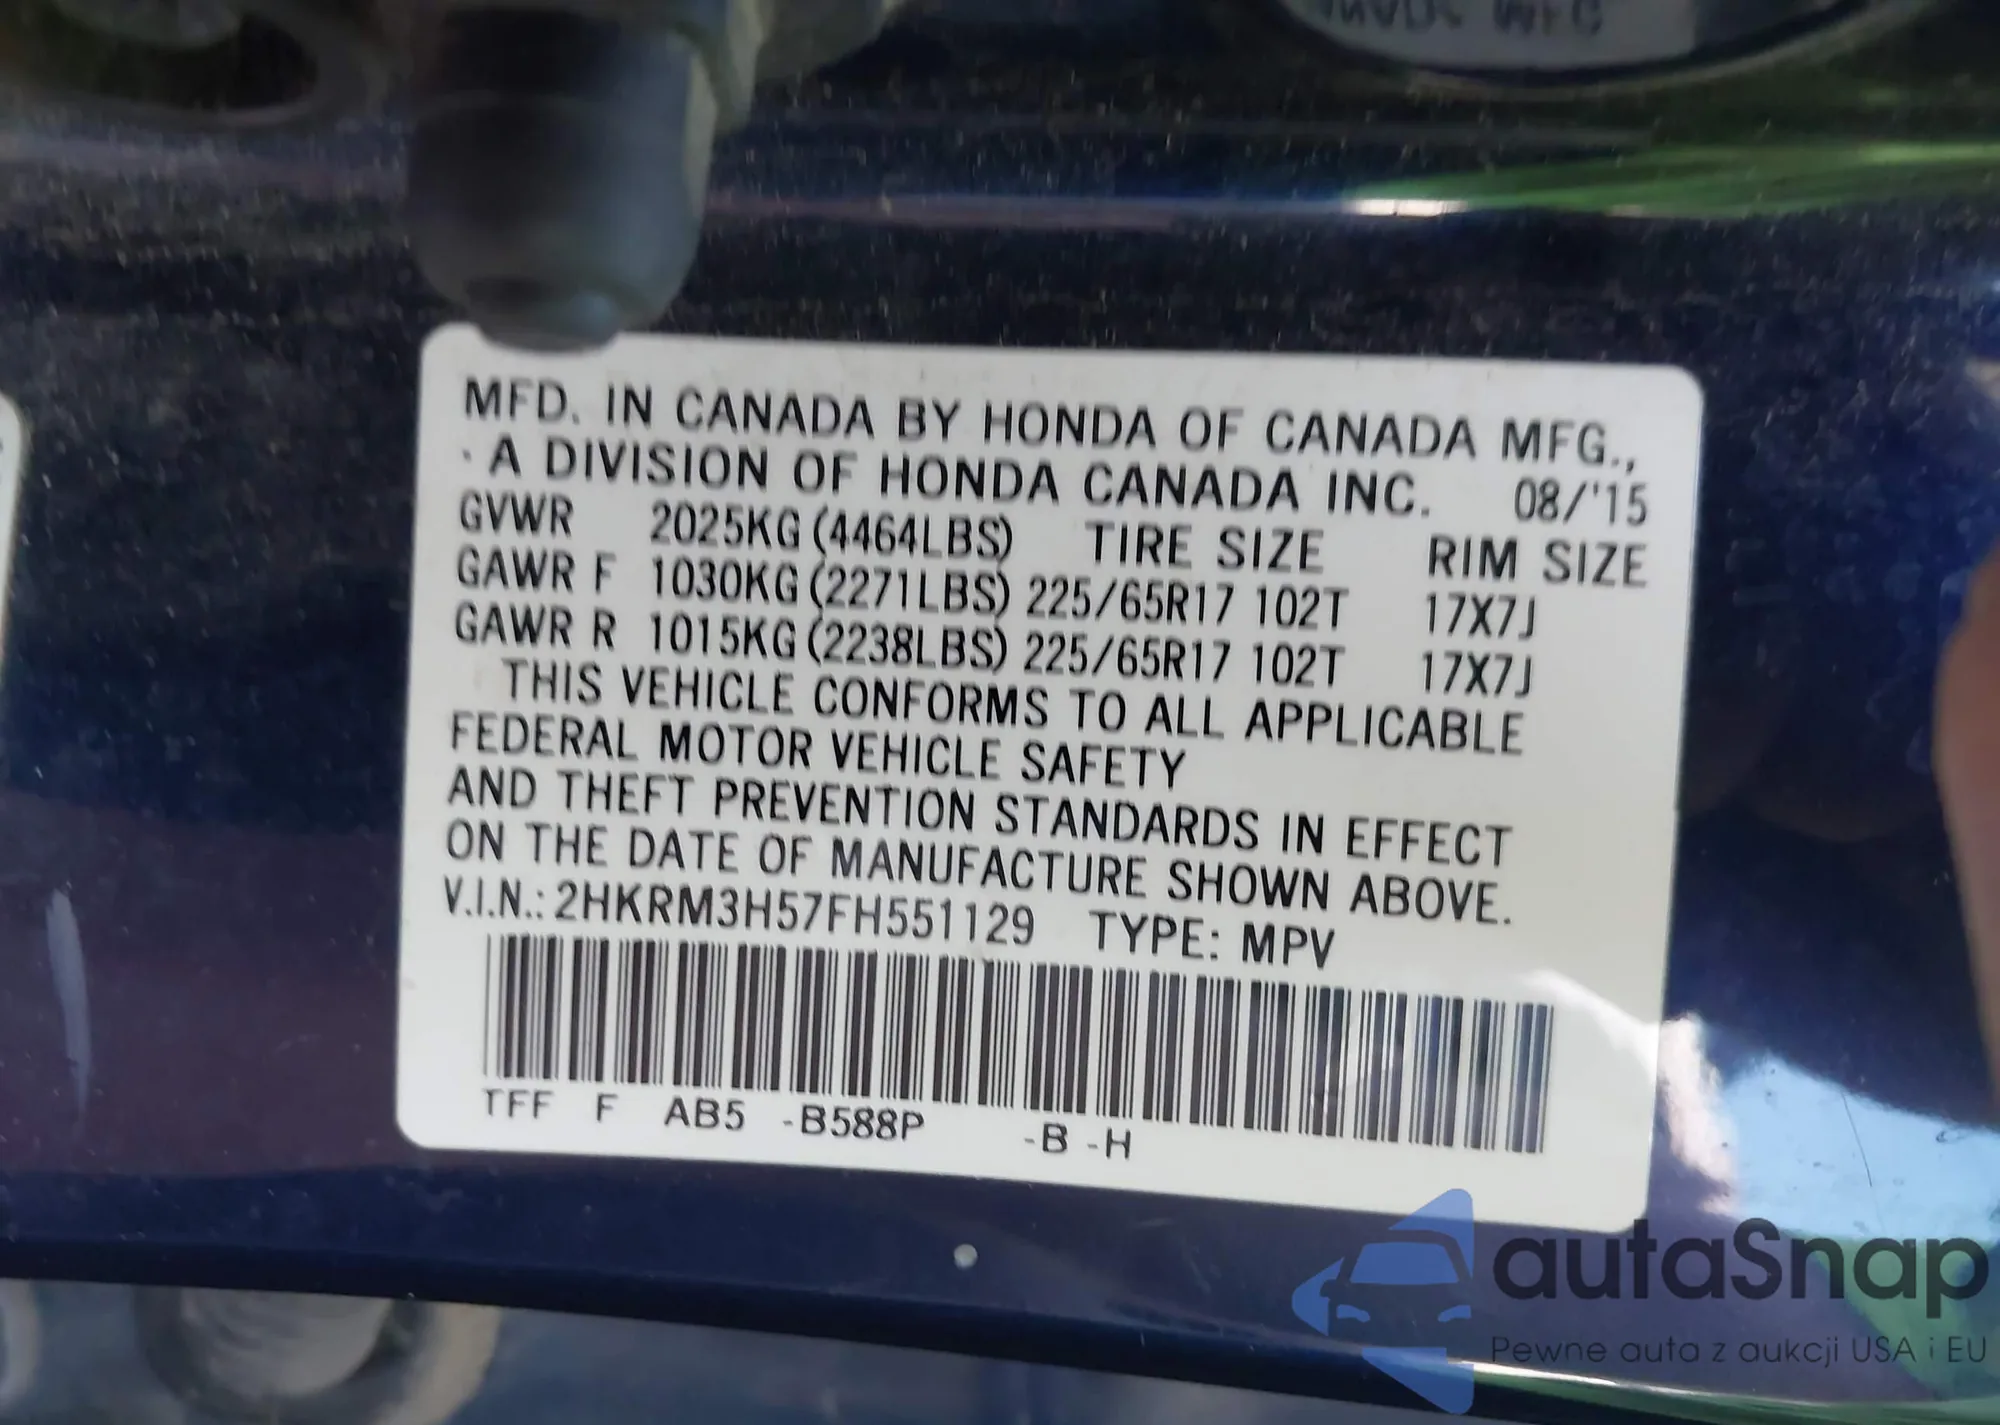 MFD. IN CANADA BY HONDA OF CANADA MFG.,
A DIVISION OF HONDA CANADA INC. 08/'15
GVWR 2025KG (4464LBS) TIRE SIZE RIM SIZE
GAWR F 1030KG (2271LBS) 225/65R17 102T 17X7J
GAWR R 1015KG (2238LBS) 225/65R17 102T 17X7J
THIS VEHICLE CONFORMS TO ALL APPLICABLE
FEDERAL MOTOR VEHICLE SAFETY
AND THEFT PREVENTION STANDARDS IN EFFECT
ON THE DATE OF MANUFACTURE SHOWN ABOVE.
V.I.N.: 2HKRM3H57FH551129 TYPE: MPV
TFF F AB5 -B588P -B -H
autaSnap
Pewne auta z aukcji USA i EU